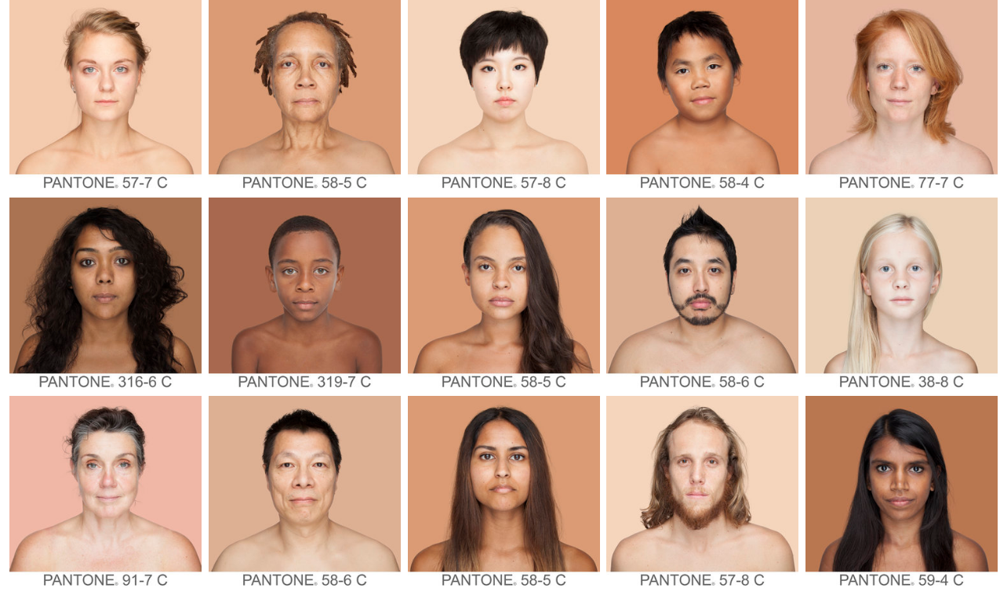 PANTONE® 57-7 C
PANTONE® 58-5 C
PANTONE® 57-8 C
PANTONE® 58-4 C
PANTONE® 77-7 C
PANTONE® 316-6 C
PANTONE® 319-7 C
PANTONE® 58-5 C
PANTONE® 58-6 C
PANTONE® 38-8 C
PANTONE® 91-7 C
PANTONE® 58-6 C
PANTONE® 58-5 C
PANTONE® 57-8 C
PANTONE® 59-4 C